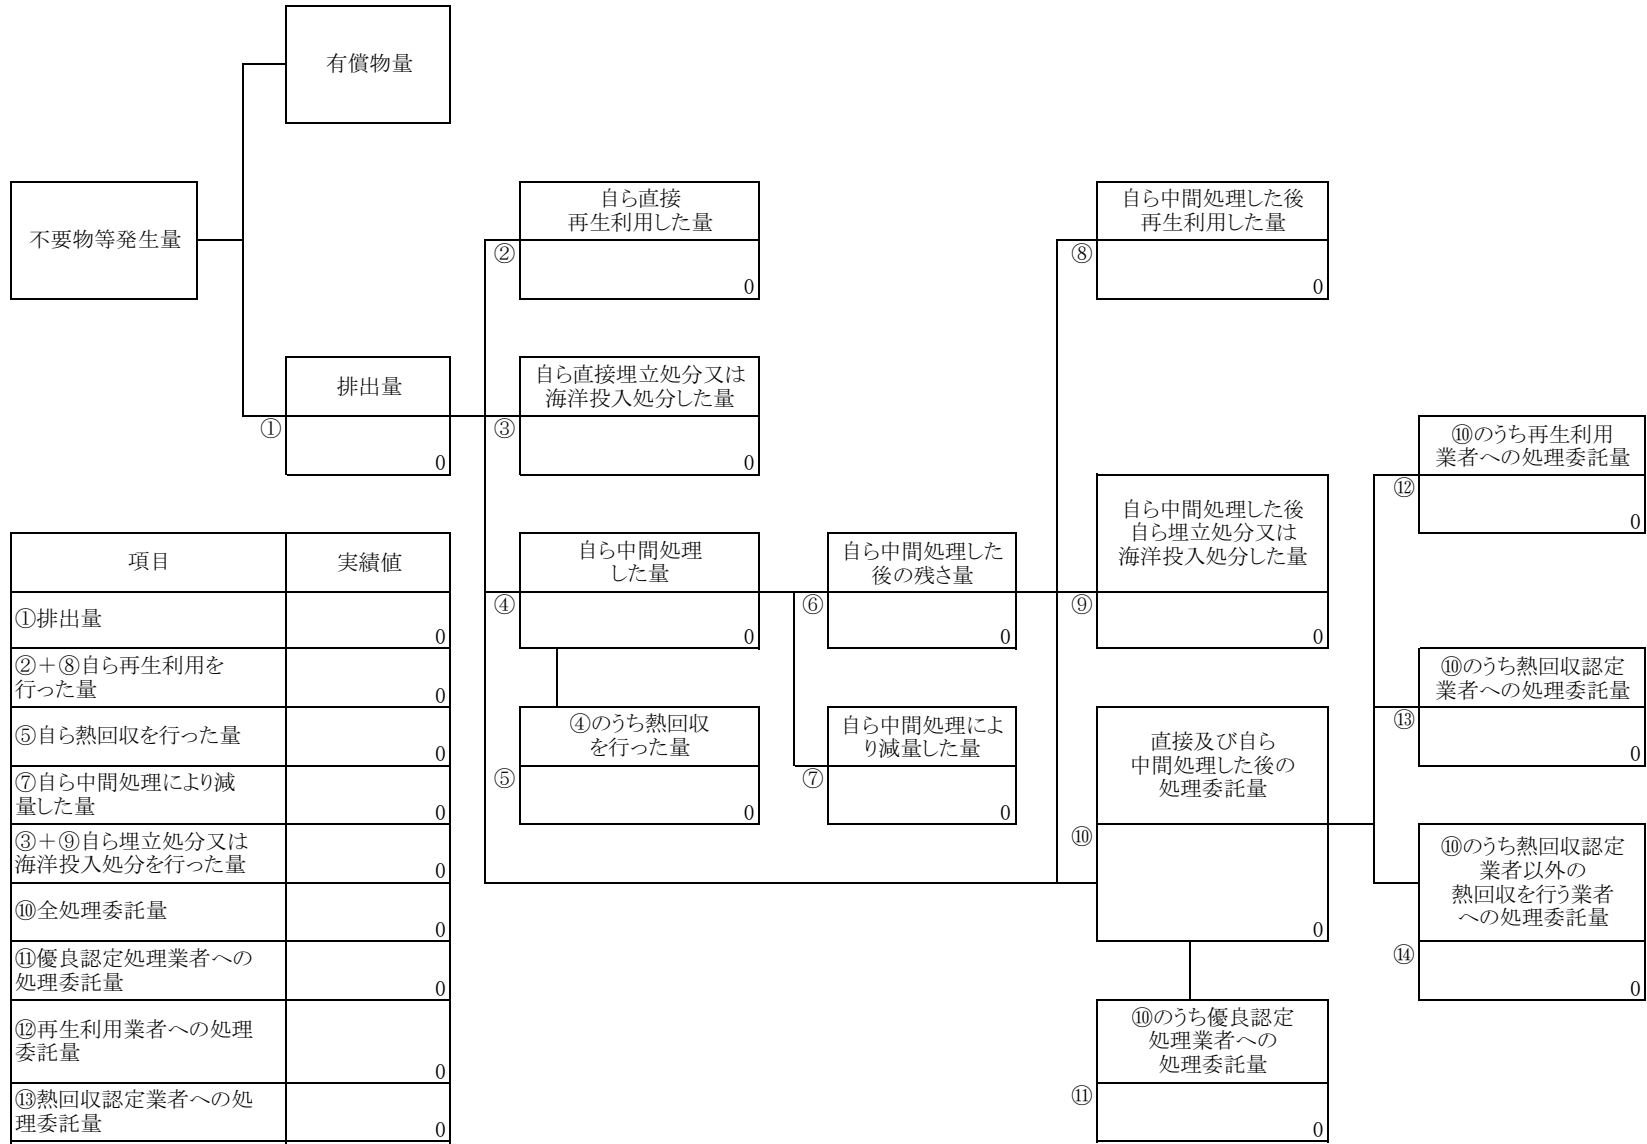 有償物量
不要物等発生量
自ら直接
再生利用した量
②
0
自ら中間処理した後
再生利用した量
⑧
0
排出量
①
0
自ら直接埋立処分又は
海洋投入処分した量
③
0
⑩のうち再生利用
業者への処理委託量
⑫
0
自ら中間処理
した量
④
0
自ら中間処理した
後の残さ量
⑥
0
自ら中間処理した後
自ら埋立処分又は
海洋投入処分した量
⑨
0
⑩のうち熱回収認定
業者への処理委託量
⑬
0
④のうち熱回収
を行った量
⑤
0
自ら中間処理によ
り減量した量
⑦
0
直接及び自ら
中間処理した後の
処理委託量
⑩
0
⑩のうち熱回収認定
業者以外の
熱回収を行う業者
への処理委託量
⑭
0
⑩のうち優良認定
処理業者への
処理委託量
⑪
0
項目 実績値
①排出量
0
②＋⑧自ら再生利用を
行った量
0
⑤自ら熱回収を行った量
0
⑦自ら中間処理により減
量した量
0
③＋⑨自ら埋立処分又は
海洋投入処分を行った量
0
⑩全処理委託量
0
⑪優良認定処理業者への
処理委託量
0
⑫再生利用業者への処理
委託量
0
⑬熱回収認定業者への処
理委託量
0